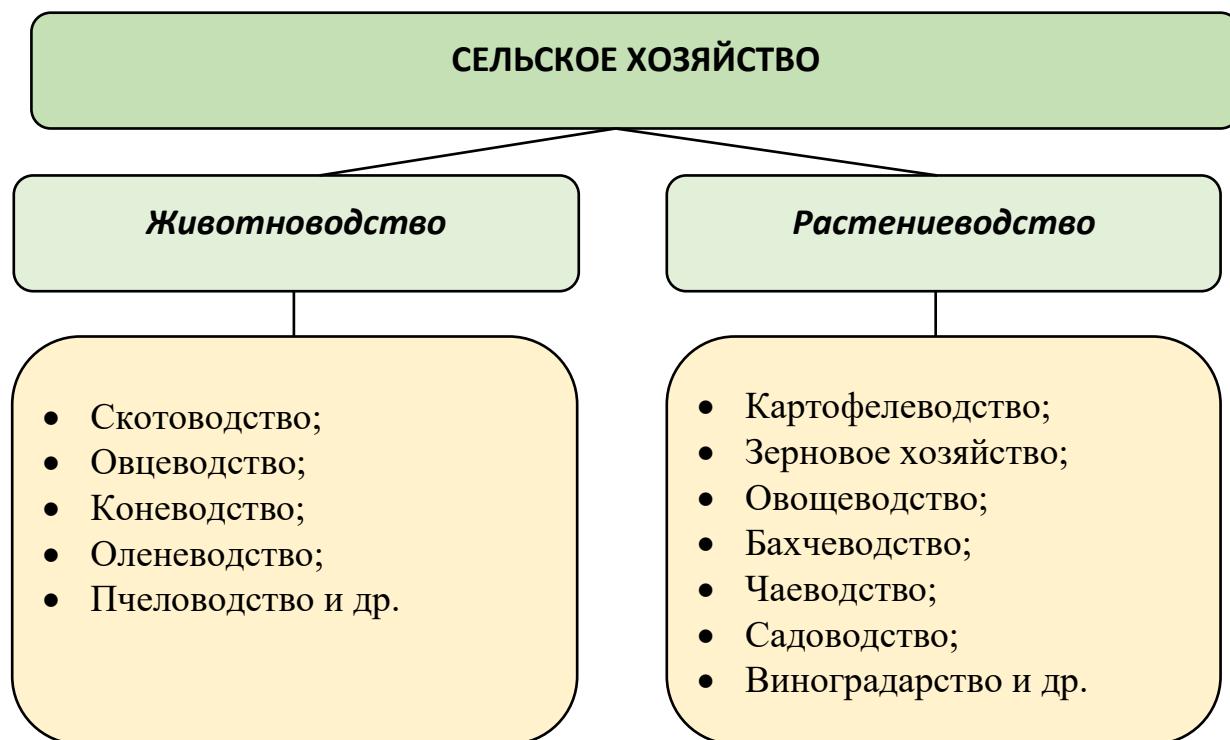 СЕЛЬСКОЕ ХОЗЯЙСТВО
Животноводство
Растениеводство
• Скотоводство;
• Овцеводство;
• Коневодство;
• Оленеводство;
• Пчеловодство и др.
• Картофелеводство;
• Зерновое хозяйство;
• Овощеводство;
• Бахчеводство;
• Чаеводство;
• Садоводство;
• Виноградарство и др.